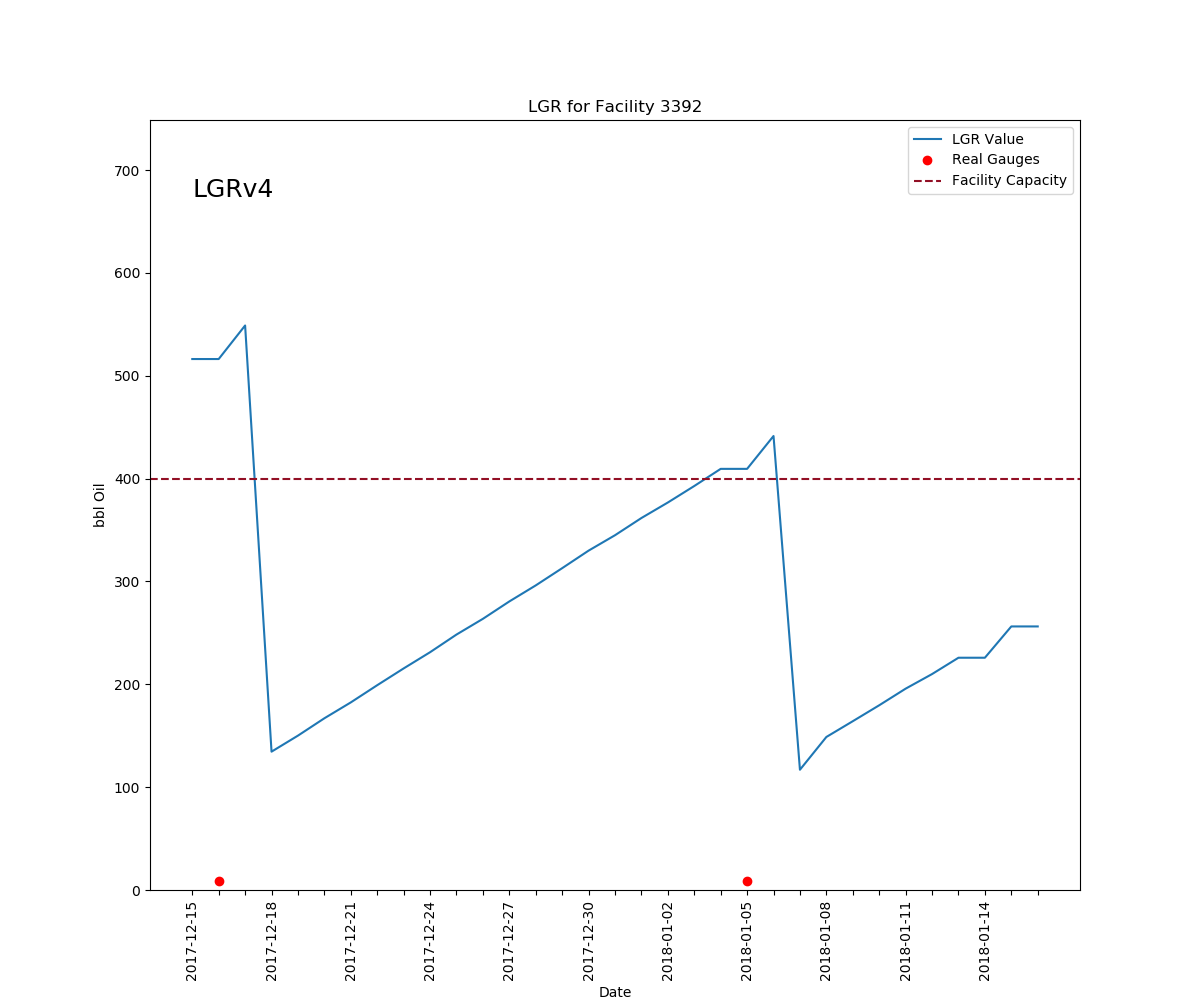 LGR for Facility 3392
LGR Value
Real Gauges
Facility Capacity
LGRv4
700
600
500
400
300
200
100
0
bbl Oil
2017-12-15
2017-12-18
2017-12-21
2017-12-24
2017-12-27
2017-12-30
2018-01-02
2018-01-05
2018-01-08
2018-01-11
2018-01-14
Date